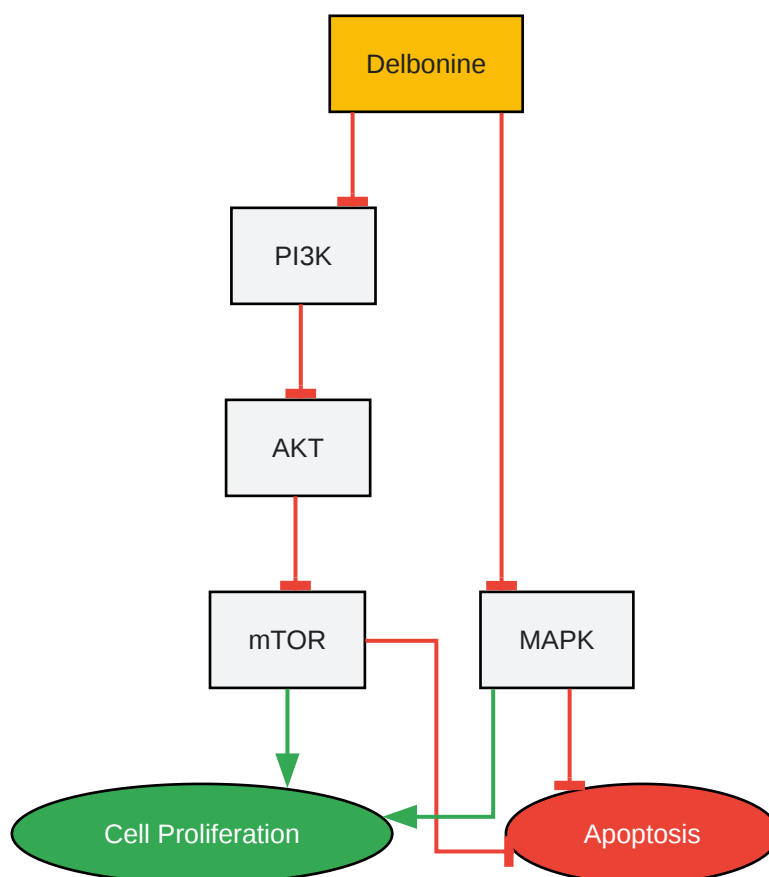 Delbonine
PI3K
AKT
mTOR
MAPK
Cell Proliferation
Apoptosis